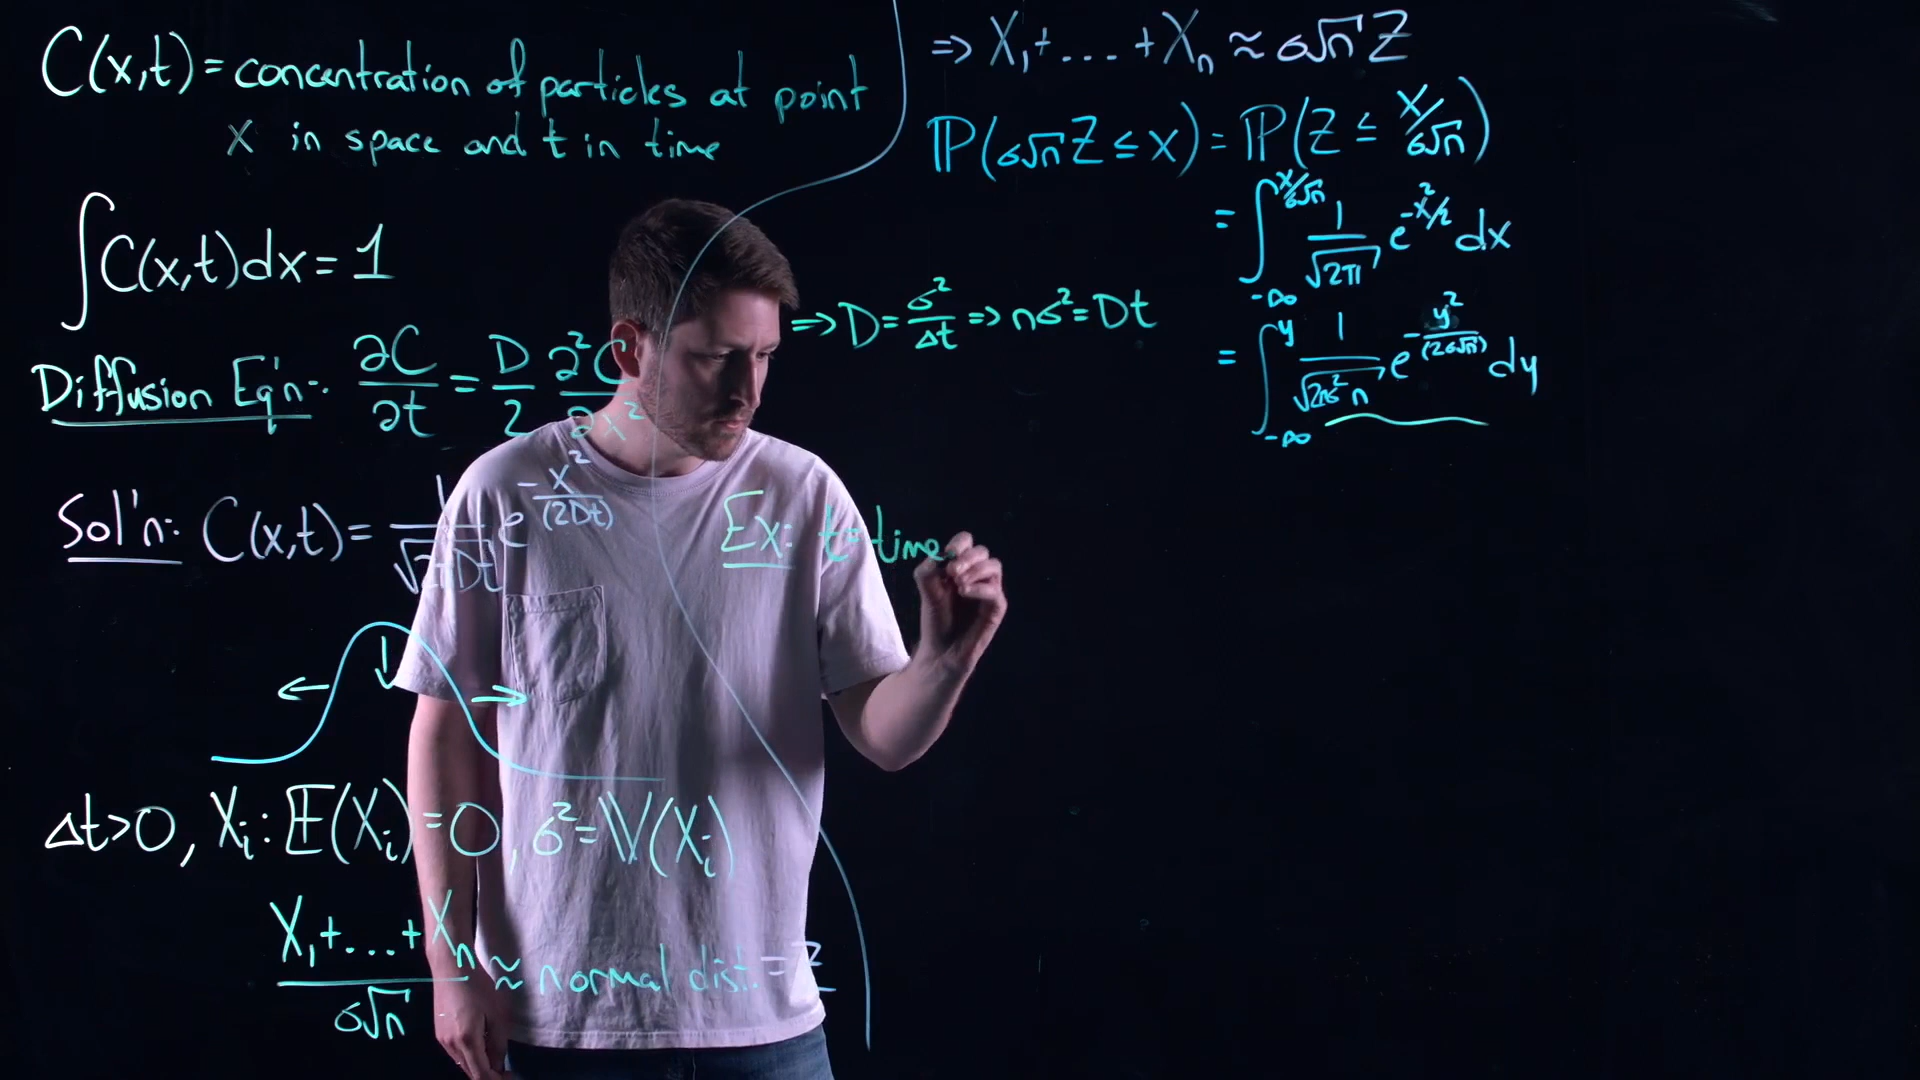 C(x,t) = concentration of particles at point
x in space and t in time
∫C(x,t)dx = 1
Diffusion Eq'n: ∂C/∂t = D/2 ∂²C/∂x²
Sol'n: C(x,t) = 1/√(2πDt) e^(-x²/(2Dt))
Δt>0, Xᵢ: 𝔼(Xᵢ) = 0, σ² = 𝕍(Xᵢ)
(X₁+...+Xₙ)/(σ√n) ≈ normal dist. = Z
=> X₁+...+Xₙ ≈ σ√n Z
ℙ(σ√n Z ≤ x) = ℙ(Z ≤ x/σ√n)
= ∫_{-∞}^{x/σ√n} 1/√(2π) e^(-x²/2) dx
=> D = σ²/Δt => nσ² = Dt
= ∫_{-∞}^{y} 1/√(2πσ²n) e^(-y²/(2σ√n)) dy
Ex: t = time